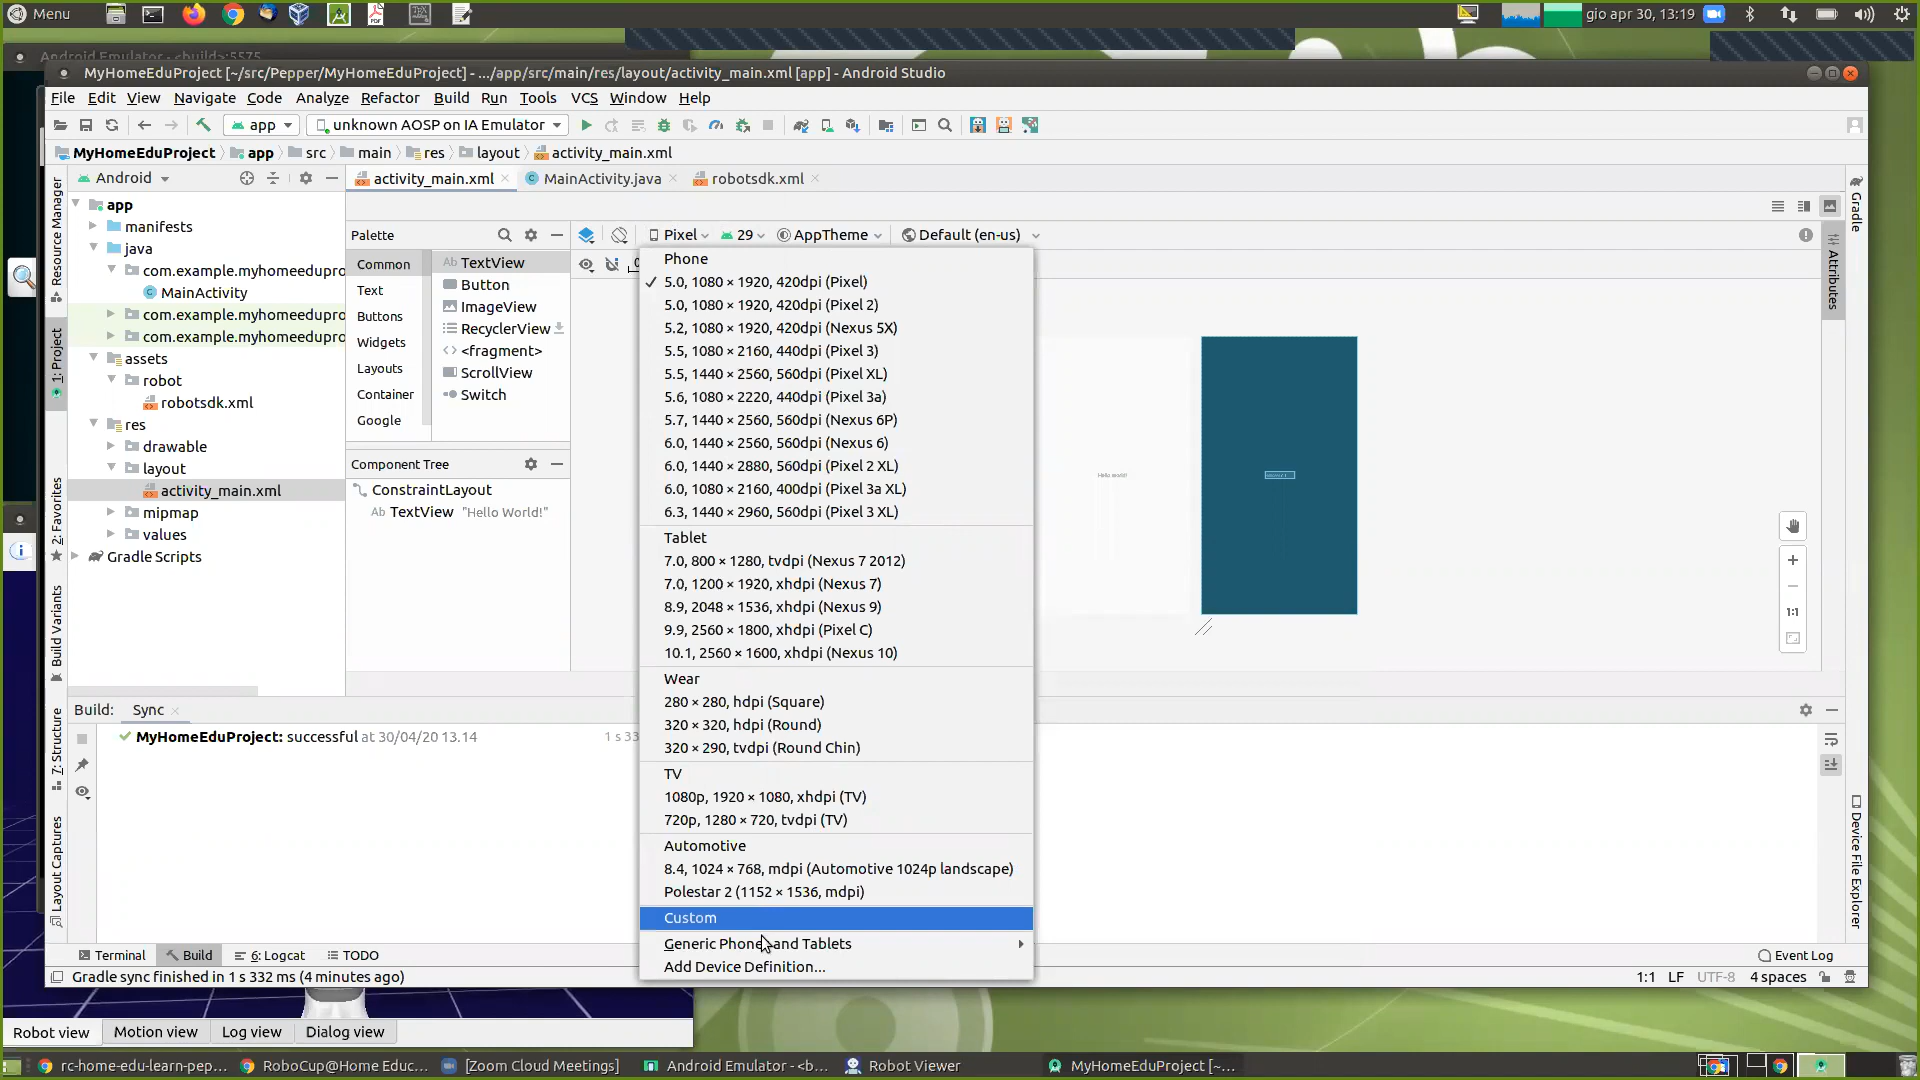 Menu
gio apr 30, 13:19
Android Emulator - <build>:5575
MyHomeEduProject [~/src/Pepper/MyHomeEduProject] - .../app/src/main/res/layout/activity_main.xml [app] - Android Studio
File Edit View Navigate Code Analyze Refactor Build Run Tools VCS Window Help
app
unknown AOSP on IA Emulator
MyHomeEduProject app src main res layout activity_main.xml
Android
activity_main.xml MainActivity.java robotsdk.xml
app
manifests
java
com.example.myhomeedupro
MainActivity
com.example.myhomeedupro
com.example.myhomeedupro
assets
robot
robotsdk.xml
res
drawable
layout
activity_main.xml
mipmap
values
Gradle Scripts
Resource Manager
1: Project
2: Favorites
Build Variants
7: Structure
Layout Captures
Palette
Common
Text
Buttons
Widgets
Layouts
Container
Google
Ab TextView
Button
ImageView
RecyclerView
<fragment>
ScrollView
Switch
Component Tree
ConstraintLayout
Ab TextView "Hello World!"
Pixel 29 AppTheme Default (en-us)
Phone
5.0, 1080 × 1920, 420dpi (Pixel)
5.0, 1080 × 1920, 420dpi (Pixel 2)
5.2, 1080 × 1920, 420dpi (Nexus 5X)
5.5, 1080 × 2160, 440dpi (Pixel 3)
5.5, 1440 × 2560, 560dpi (Pixel XL)
5.6, 1080 × 2220, 440dpi (Pixel 3a)
5.7, 1440 × 2560, 560dpi (Nexus 6P)
6.0, 1440 × 2560, 560dpi (Nexus 6)
6.0, 1440 × 2880, 560dpi (Pixel 2 XL)
6.0, 1080 × 2160, 400dpi (Pixel 3a XL)
6.3, 1440 × 2960, 560dpi (Pixel 3 XL)
Tablet
7.0, 800 × 1280, tvdpi (Nexus 7 2012)
7.0, 1200 × 1920, xhdpi (Nexus 7)
8.9, 2048 × 1536, xhdpi (Nexus 9)
9.9, 2560 × 1800, xhdpi (Pixel C)
10.1, 2560 × 1600, xhdpi (Nexus 10)
Wear
280 × 280, hdpi (Square)
320 × 320, hdpi (Round)
320 × 290, tvdpi (Round Chin)
TV
1080p, 1920 × 1080, xhdpi (TV)
720p, 1280 × 720, tvdpi (TV)
Automotive
8.4, 1024 × 768, mdpi (Automotive 1024p landscape)
Polestar 2 (1152 × 1536, mdpi)
Custom
Generic Phones and Tablets
Add Device Definition...
Hello World!
1:1
Gradle
Attributes
Device File Explorer
Build: Sync
MyHomeEduProject: successful at 30/04/20 13.14
1 s 33
Terminal Build 6: Logcat TODO
Event Log
Gradle sync finished in 1 s 332 ms (4 minutes ago)
1:1 LF UTF-8 4 spaces
Robot view Motion view Log view Dialog view
rc-home-edu-learn-pep...
RoboCup@Home Educ...
[Zoom Cloud Meetings]
Android Emulator - <b...
Robot Viewer
MyHomeEduProject [~...